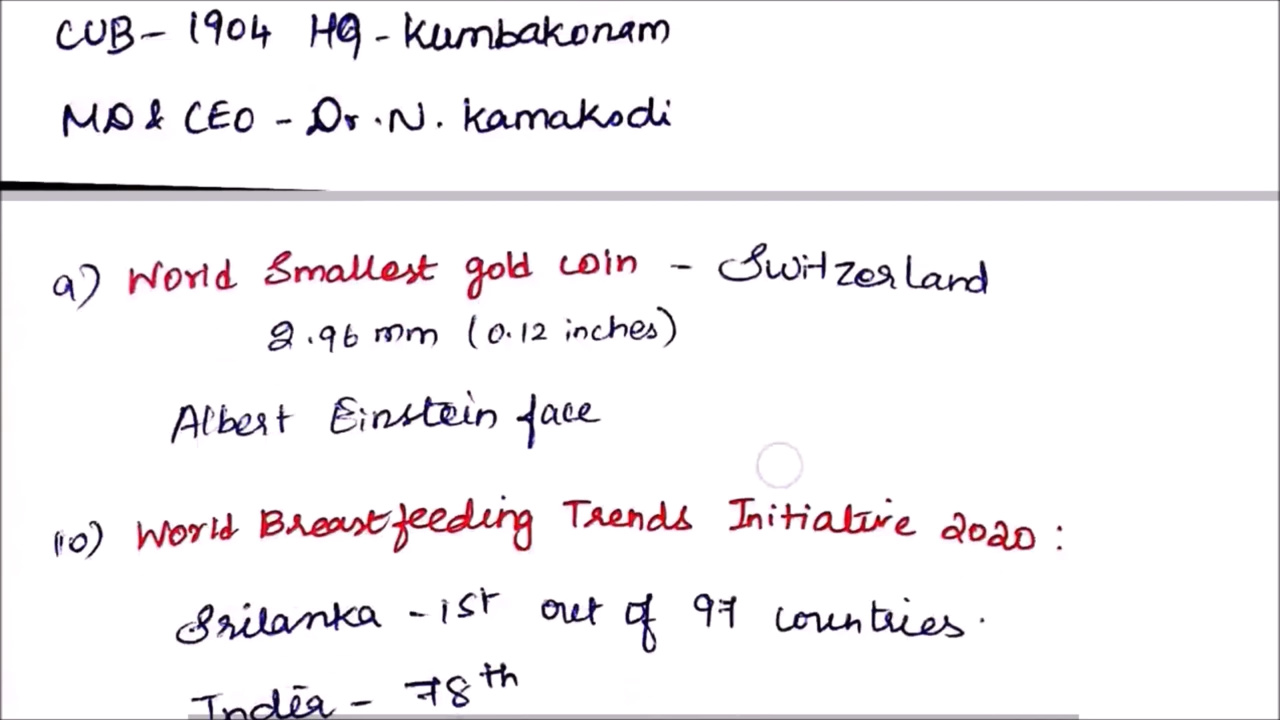 CUB - 1904 HQ - Kumbakonam
MD & CEO - Dr. N. Kamakodi
9) World Smallest gold coin - Switzerland
2.96 mm (0.12 inches)
Albert Einstein face
10) World Breastfeeding Trends Initiative 2020:
Srilanka - 1st out of 97 countries.
India - 78th